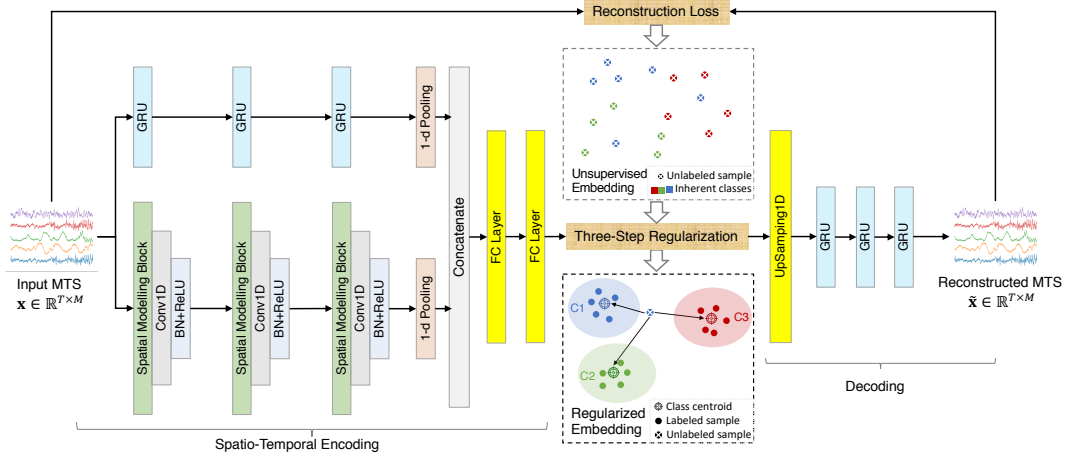 Reconstruction Loss
GRU
GRU
GRU
1-d Pooling
Concatenate
FC Layer
FC Layer
Unsupervised
Embedding
Unlabeled sample
Inherent classes
Input MTS
𝐱 ∈ ℝ^{T×M}
Spatial Modelling Block
Conv1D
BN+ReLU
Spatial Modelling Block
Conv1D
BN+ReLU
Spatial Modelling Block
Conv1D
BN+ReLU
1-d Pooling
Three-Step Regularization
UpSamping1D
GRU
GRU
GRU
Reconstructed MTS
𝐱̃ ∈ ℝ^{T×M}
C1
C3
C2
Regularized
Embedding
Class centroid
Labeled sample
Unlabeled sample
Spatio-Temporal Encoding
Decoding